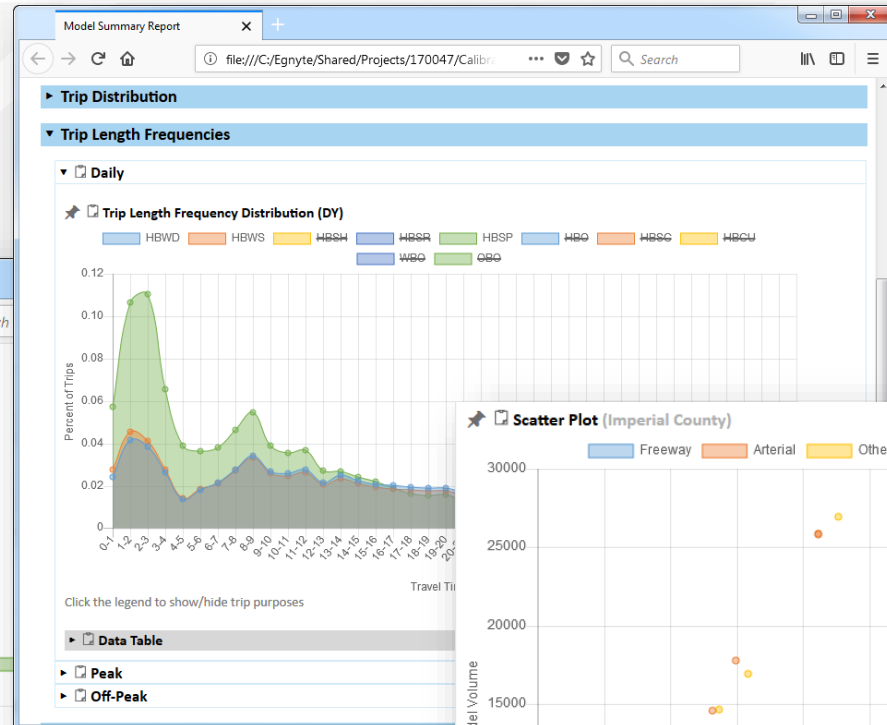 Model Summary Report
file:///C:/Egnyte/Shared/Projects/170047/Calibr
Search
Trip Distribution
Trip Length Frequencies
Daily
Trip Length Frequency Distribution (DY)
HBWD HBWS HBSH HBSR HBSP HBO HBSC HBCU
WBO OBO
0.12
0.10
0.08
0.06
0.04
0.02
0
Percent of Trips
0-1 1-2 2-3 3-4 4-5 5-6 6-7 7-8 8-9 9-10 10-11 11-12 12-13 13-14 14-15 15-16 16-17 17-18 18-19 19-20 20-
Travel Ti
Click the legend to show/hide trip purposes
Data Table
Peak
Off-Peak
Scatter Plot (Imperial County)
Freeway Arterial Othe
30000
25000
20000
15000
del Volume